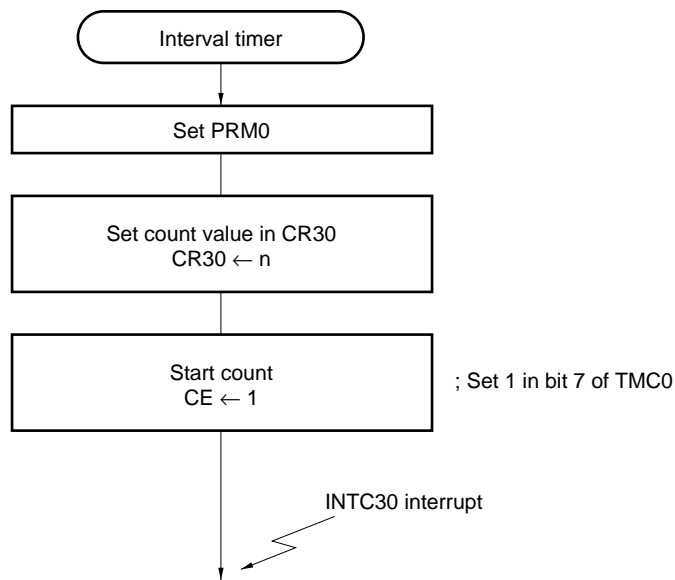 Interval timer
Set PRM0
Set count value in CR30
CR30 ← n
Start count
CE ← 1
; Set 1 in bit 7 of TMC0
INTC30 interrupt